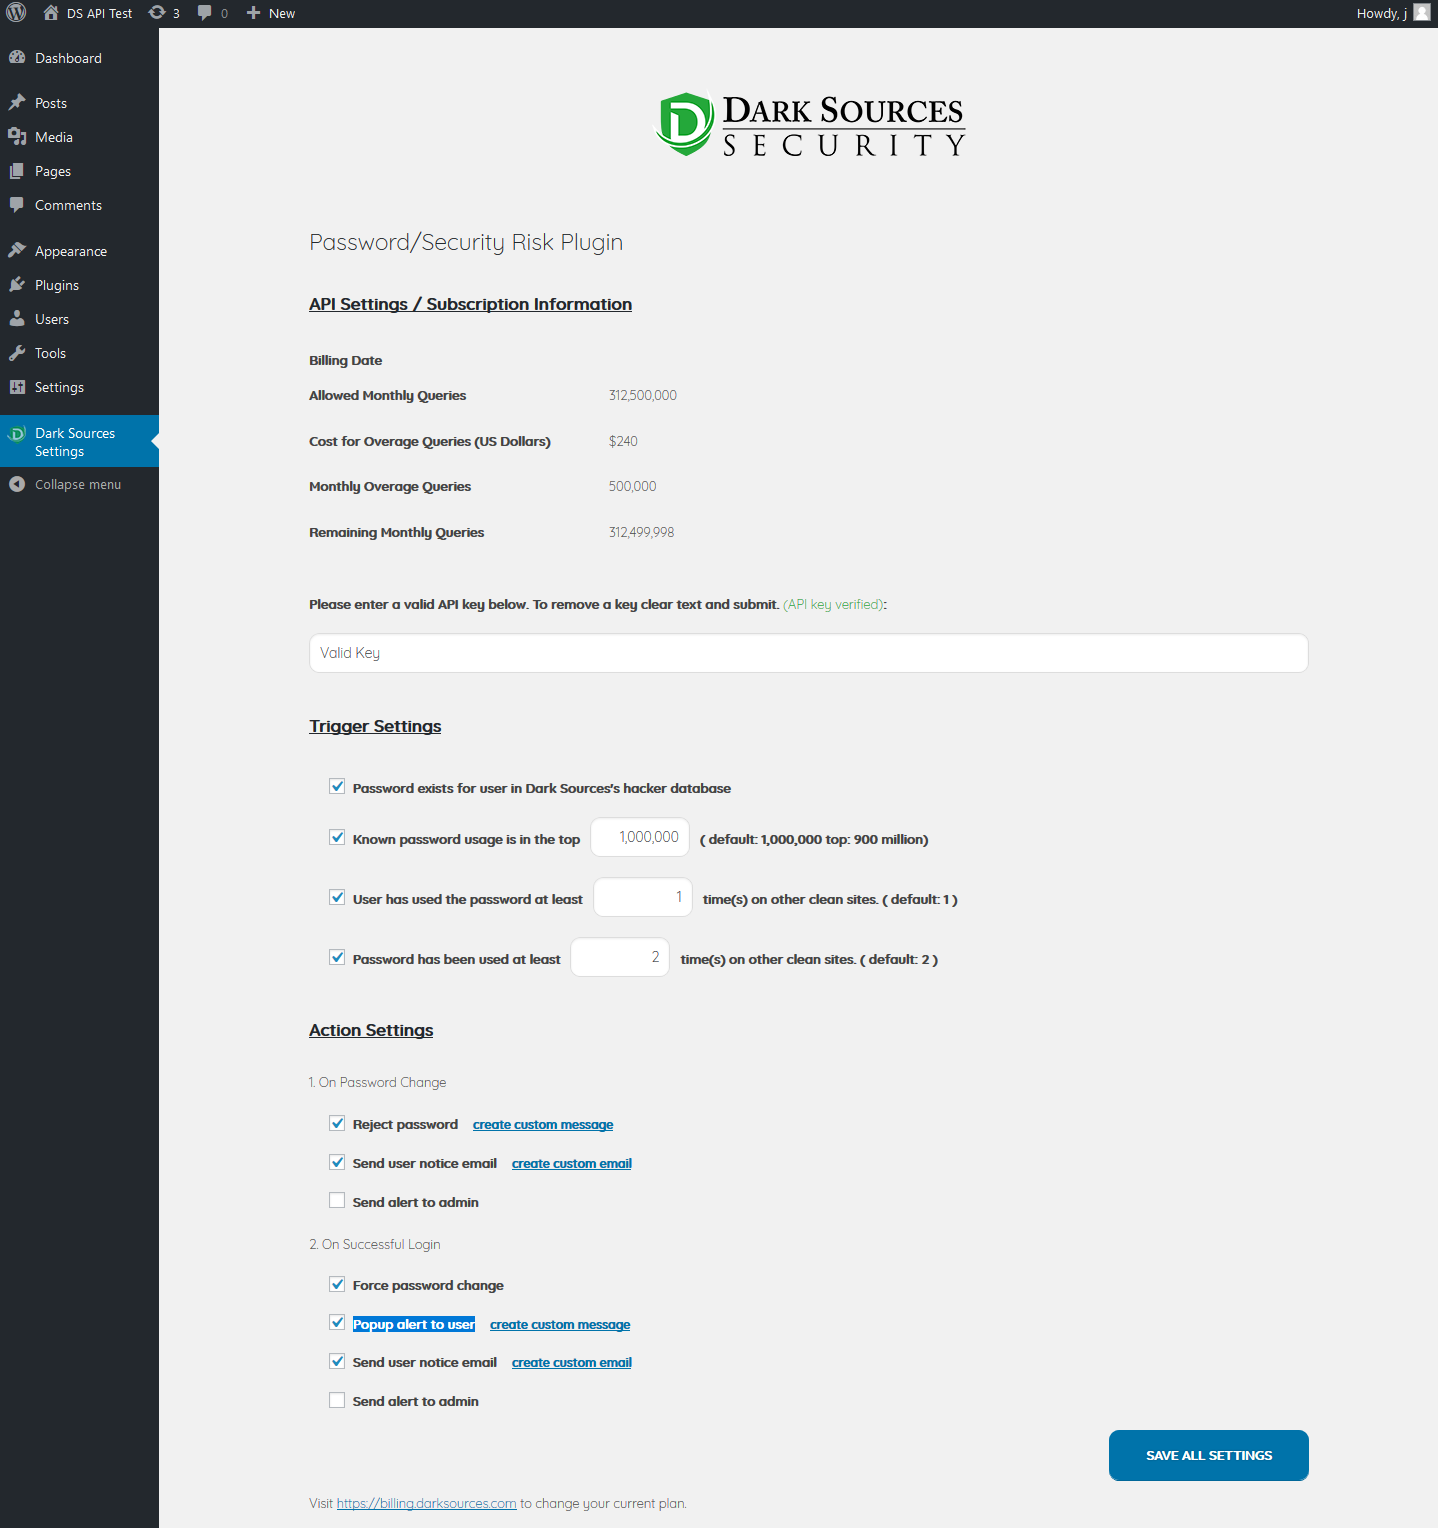 DS API Test 3 0 New Howdy, j
Dashboard
Posts
Media
Pages
Comments
Appearance
Plugins
Users
Tools
Settings
Dark Sources
Settings
Collapse menu
D DARK SOURCES
SECURITY
Password/Security Risk Plugin
API Settings / Subscription Information
Billing Date
Allowed Monthly Queries 312,500,000
Cost for Overage Queries (US Dollars) $240
Monthly Overage Queries 500,000
Remaining Monthly Queries 312,499,998
Please enter a valid API key below. To remove a key clear text and submit. (API key verified):
Valid Key
Trigger Settings
Password exists for user in Dark Sources's hacker database
Known password usage is in the top 1,000,000 ( default: 1,000,000 top: 900 million)
User has used the password at least 1 time(s) on other clean sites. ( default: 1 )
Password has been used at least 2 time(s) on other clean sites. ( default: 2 )
Action Settings
1. On Password Change
Reject password create custom message
Send user notice email create custom email
Send alert to admin
2. On Successful Login
Force password change
Popup alert to user create custom message
Send user notice email create custom email
Send alert to admin
SAVE ALL SETTINGS
Visit https://billing.darksources.com to change your current plan.